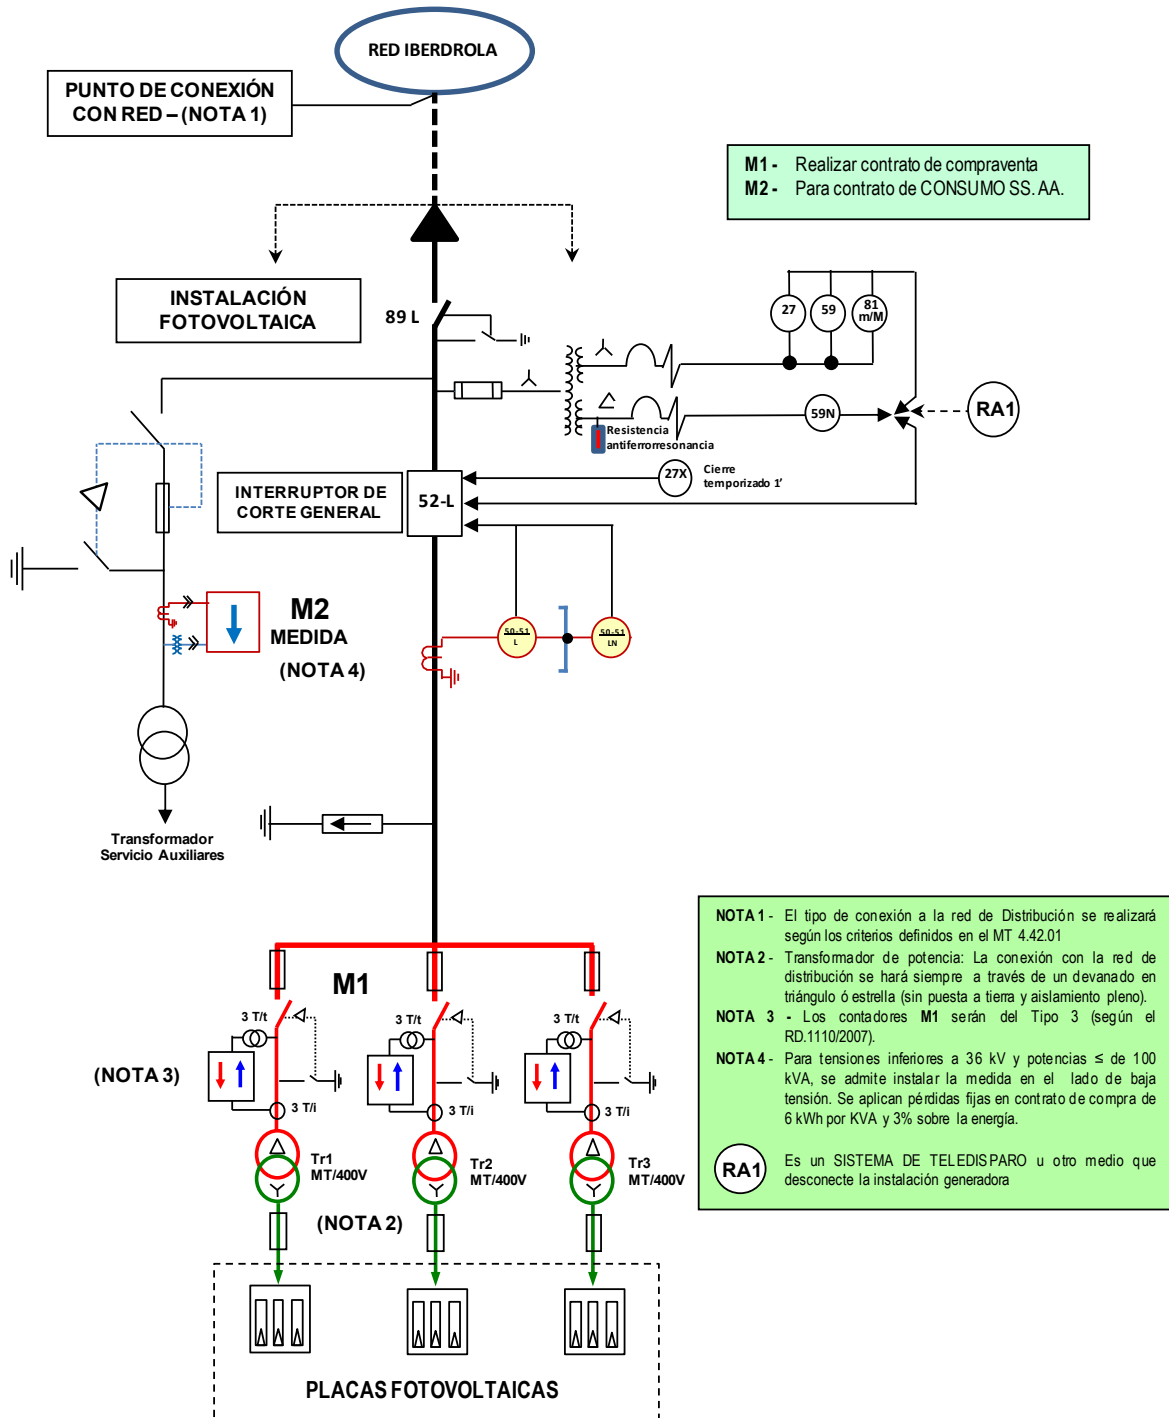 RED IBERDROLA
PUNTO DE CONEXIÓN
CON RED – (NOTA 1)
M1 - Realizar contrato de compraventa
M2 - Para contrato de CONSUMO SS. AA.
INSTALACIÓN
FOTOVOLTAICA
89 L
27
59
81
m/M
59N
RA1
Resistencia
antiferrorresonancia
27X
Cierre
temporizado 1'
INTERRUPTOR DE
CORTE GENERAL
52-L
50-51
L
50-51
LN
M2
MEDIDA
(NOTA 4)
Transformador
Servicio Auxiliares
NOTA 1 - El tipo de conexión a la red de Distribución se realizará
según los criterios definidos en el MT 4.42.01
NOTA 2 - Transformador de potencia: La conexión con la red de
distribución se hará siempre a través de un devanado en
triángulo ó estrella (sin puesta a tierra y aislamiento pleno).
NOTA 3 - Los contadores M1 serán del Tipo 3 (según el
RD.1110/2007).
NOTA 4 - Para tensiones inferiores a 36 kV y potencias ≤ de 100
kVA, se admite instalar la medida en el lado de baja
tensión. Se aplican pérdidas fijas en contrato de compra de
6 kWh por KVA y 3% sobre la energía.
RA1 Es un SISTEMA DE TELEDISPARO u otro medio que
desconecte la instalación generadora
M1
3 T/t
3 T/t
3 T/t
(NOTA 3)
3 T/i
3 T/i
3 T/i
Tr1
MT/400V
Tr2
MT/400V
Tr3
MT/400V
(NOTA 2)
PLACAS FOTOVOLTAICAS